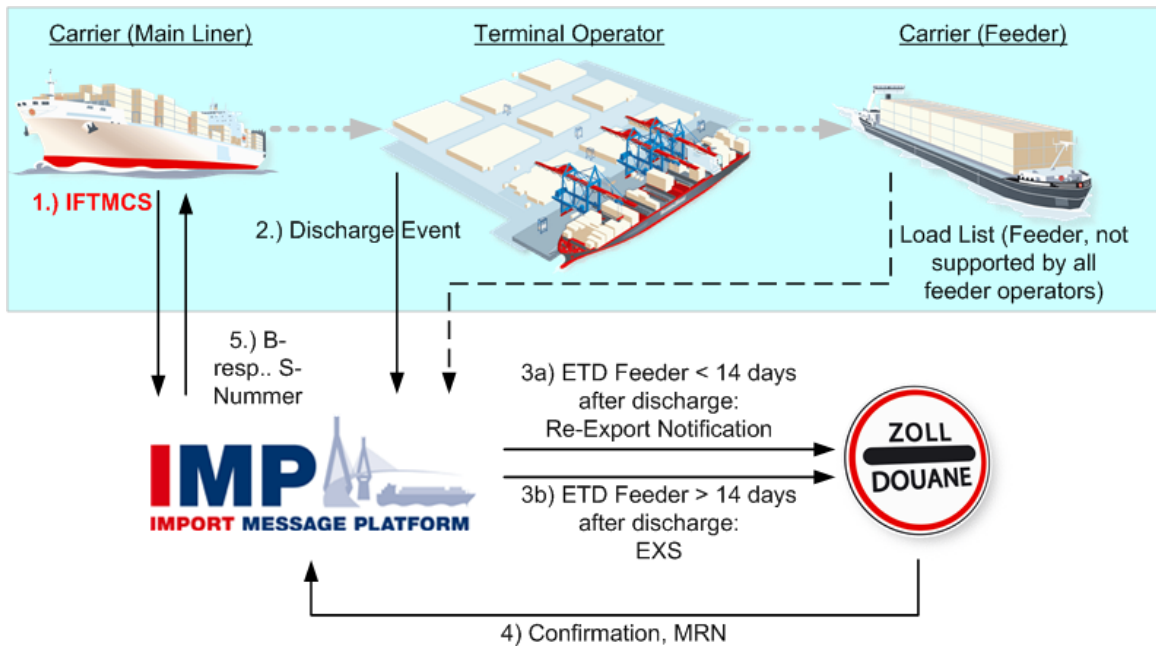 Carrier (Main Liner)
Terminal Operator
Carrier (Feeder)
1.) IFTMCS
2.) Discharge Event
Load List (Feeder, not
supported by all
feeder operators)
5.) B-
resp.. S-
Nummer
3a) ETD Feeder < 14 days
after discharge:
Re-Export Notification
ZOLL
DOUANE
IMP
IMPORT MESSAGE PLATFORM
3b) ETD Feeder > 14 days
after discharge:
EXS
4) Confirmation, MRN